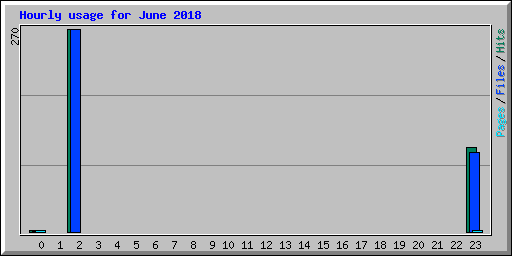 Hourly usage for June 2018
270
Pages/Files/Hits
0 1 2 3 4 5 6 7 8 9 10 11 12 13 14 15 16 17 18 19 20 21 22 23